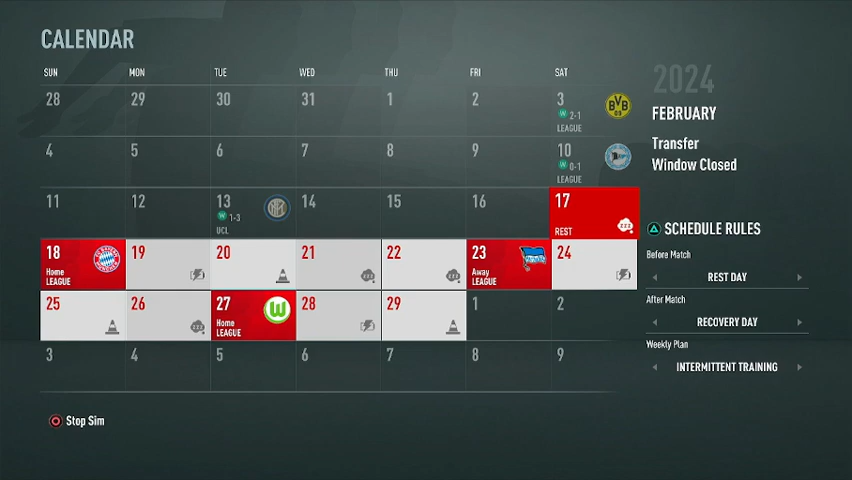 CALENDAR
SUN MON TUE WED THU FRI SAT
2024
28 29 30 31 1 2 3
W 2-1
LEAGUE
BVB
09
FEBRUARY
Transfer
Window Closed
4 5 6 7 8 9 10
W 0-1
LEAGUE
11 12 13 14 15 16 17
W 1-3
UCL
REST
SCHEDULE RULES
18 19 20 21 22 23 24
Home
LEAGUE
Away
LEAGUE
Before Match
REST DAY
25 26 27 28 29 1 2
Home
LEAGUE
W
After Match
RECOVERY DAY
Weekly Plan
INTERMITTENT TRAINING
3 4 5 6 7 8 9
Stop Sim